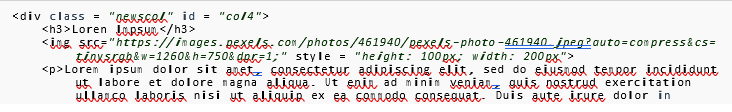 <div class = "newscol" id = "col4">
<h3>Loren Impsum</h3>
<img src="https://images.pexels.com/photos/461940/pexels-photo-461940.jpeg?auto=compress&cs=
tinysrgb&w=1260&h=750&dpr=1;" style = "height: 100px; width: 200px">
<p>Lorem ipsum dolor sit amet, consectetur adipiscing elit, sed do eiusmod tempor incididunt
ut labore et dolore magna aliqua. Ut enim ad minim veniam, quis nostrud exercitation
ullamco laboris nisi ut aliquip ex ea commodo consequat. Duis aute irure dolor in